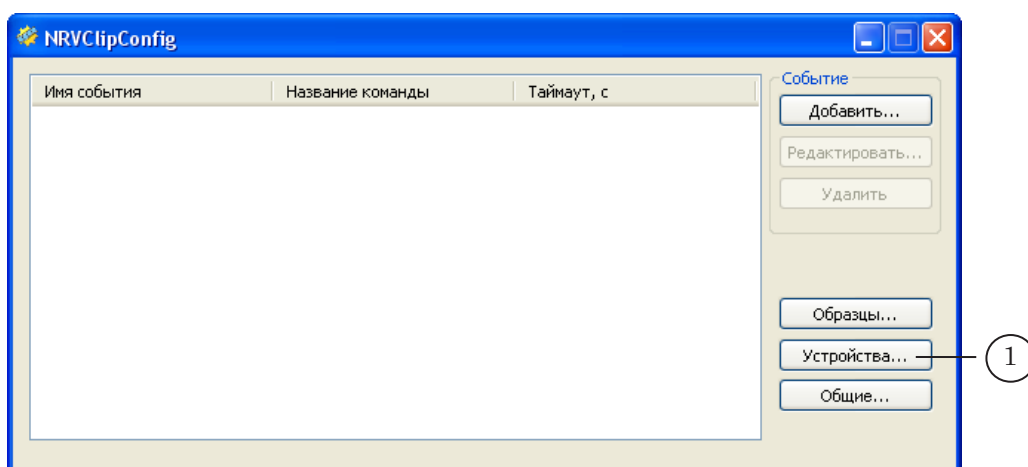 NRVClipConfig
Имя события Название команды Таймаут, с
Событие
Добавить...
Редактировать...
Удалить
Образцы...
Устройства...
1
Общие...